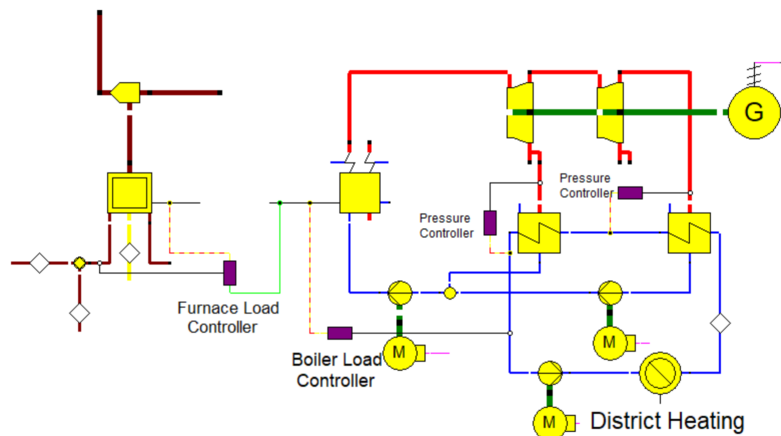 G
Pressure
Controller
Pressure
Controller
Furnace Load
Controller
Boiler Load
Controller
M
M
M
District Heating